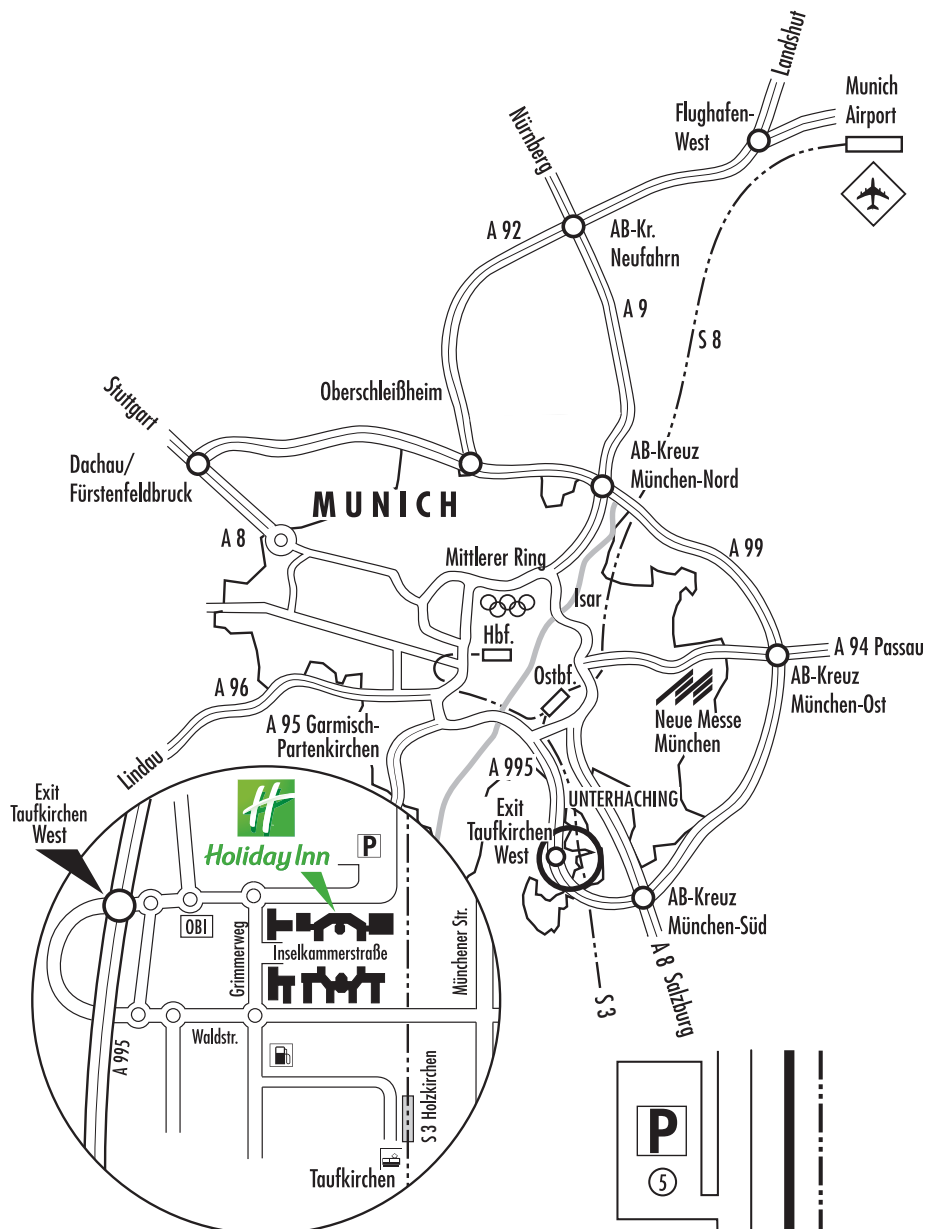 Landshut
Munich
Airport
Flughafen-
West
Nürnberg
A 92
AB-Kr.
Neufahrn
A 9
S 8
Oberschleißheim
Stuttgart
Dachau/
Fürstenfeldbruck
AB-Kreuz
München-Nord
MUNICH
A 8
A 99
Mittlerer Ring
Isar
Hbf.
A 94 Passau
Ostbf.
AB-Kreuz
München-Ost
Neue Messe
München
A 96
A 95 Garmisch-
Partenkirchen
Lindau
A 995
UNTERHACHING
Exit
Taufkirchen
West
AB-Kreuz
München-Süd
A 8 Salzburg
S 3
Exit
Taufkirchen
West
H
Holiday Inn
P
OBI
Grimmerweg
Inselkammerstraße
Münchener Str.
Waldstr.
A 995
S 3 Holzkirchen
Taufkirchen
P
5